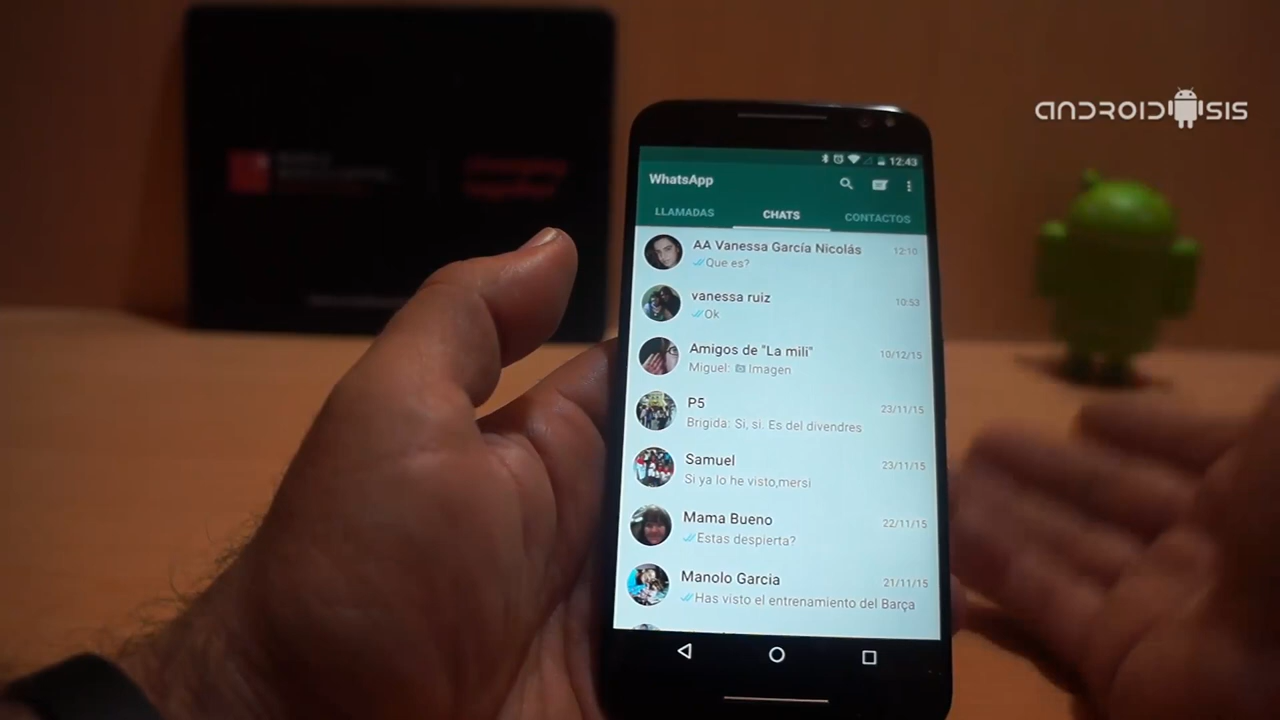 ANDROIDSIS
12:43
WhatsApp
LLAMADAS CHATS CONTACTOS
AA Vanessa García Nicolás 12:10
Que es?
vanessa ruiz 10:53
Ok
Amigos de "La mili" 10/12/15
Miguel: Imagen
P5 23/11/15
Brigida: Si, si. Es del divendres
Samuel 23/11/15
Si ya lo he visto,mersi
Mama Bueno 22/11/15
Estas despierta?
Manolo Garcia 21/11/15
Has visto el entrenamiento del Barça